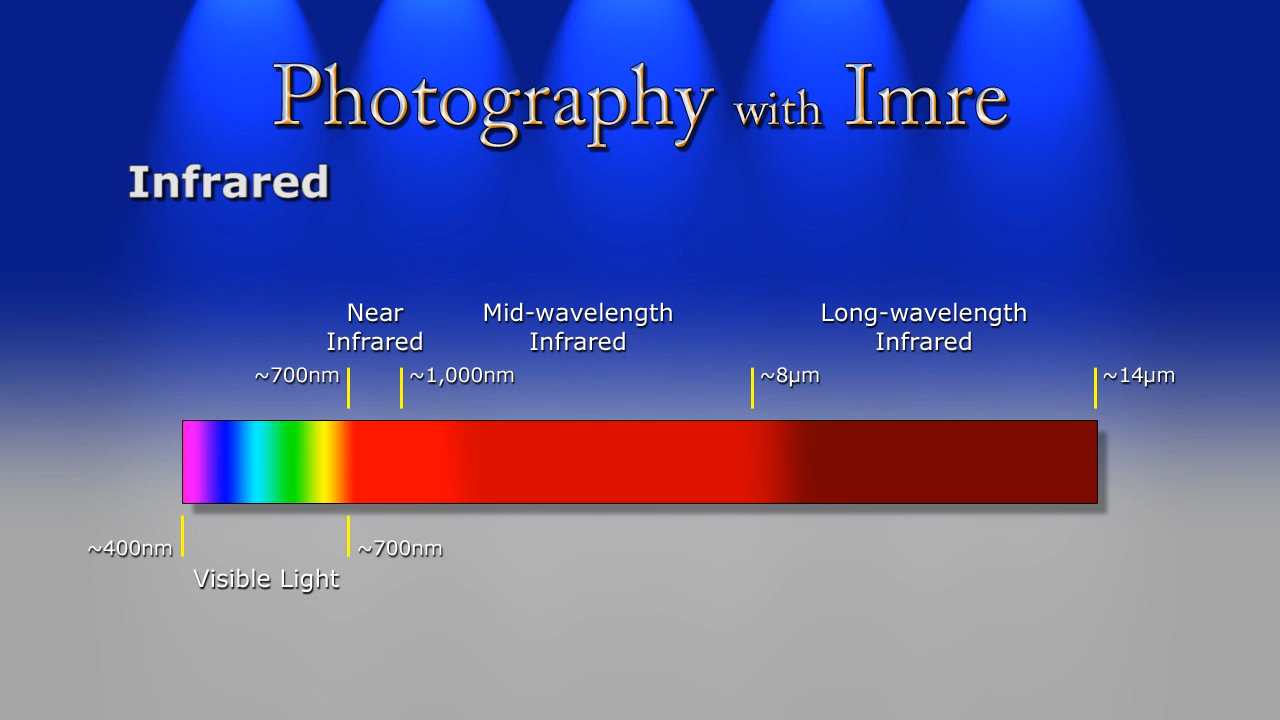 Photography with Imre
Infrared
Near
Infrared
Mid-wavelength
Infrared
Long-wavelength
Infrared
~700nm
~1,000nm
~8µm
~14µm
~400nm
~700nm
Visible Light